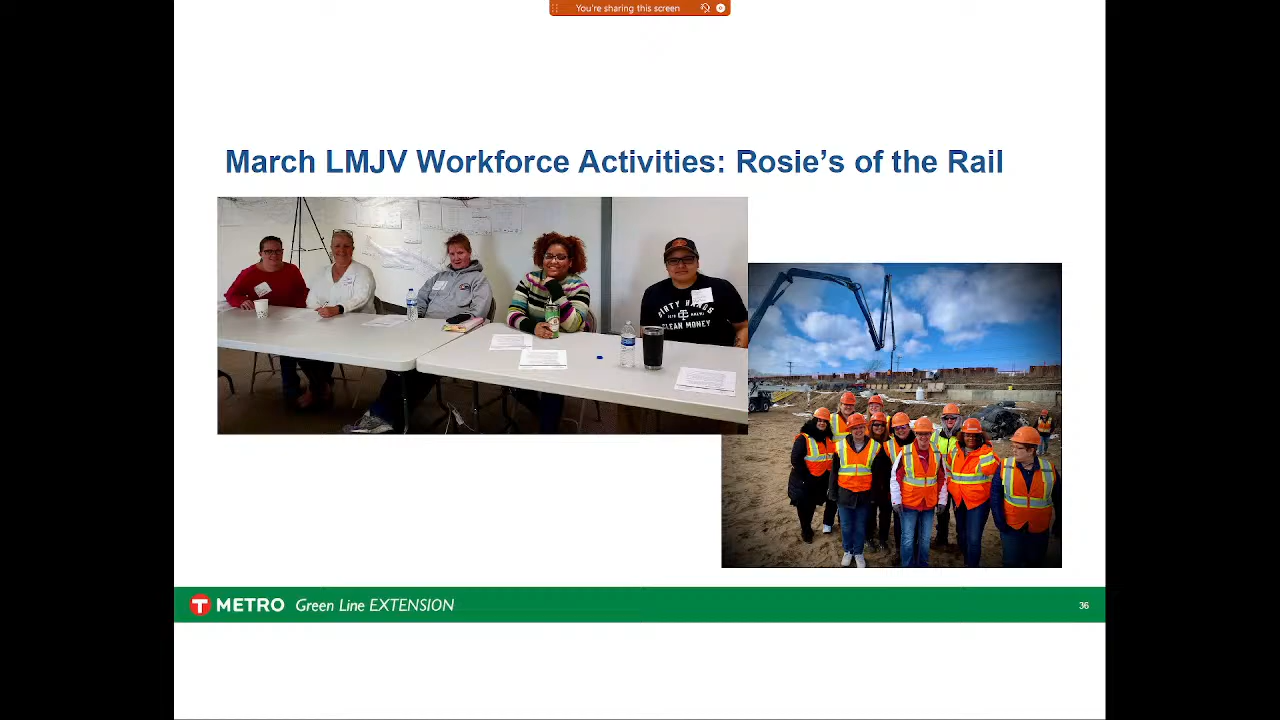 You're sharing this screen
March LMJV Workforce Activities: Rosie's of the Rail
DIRTY HANDS
CLEAN MONEY
T METRO Green Line EXTENSION
36